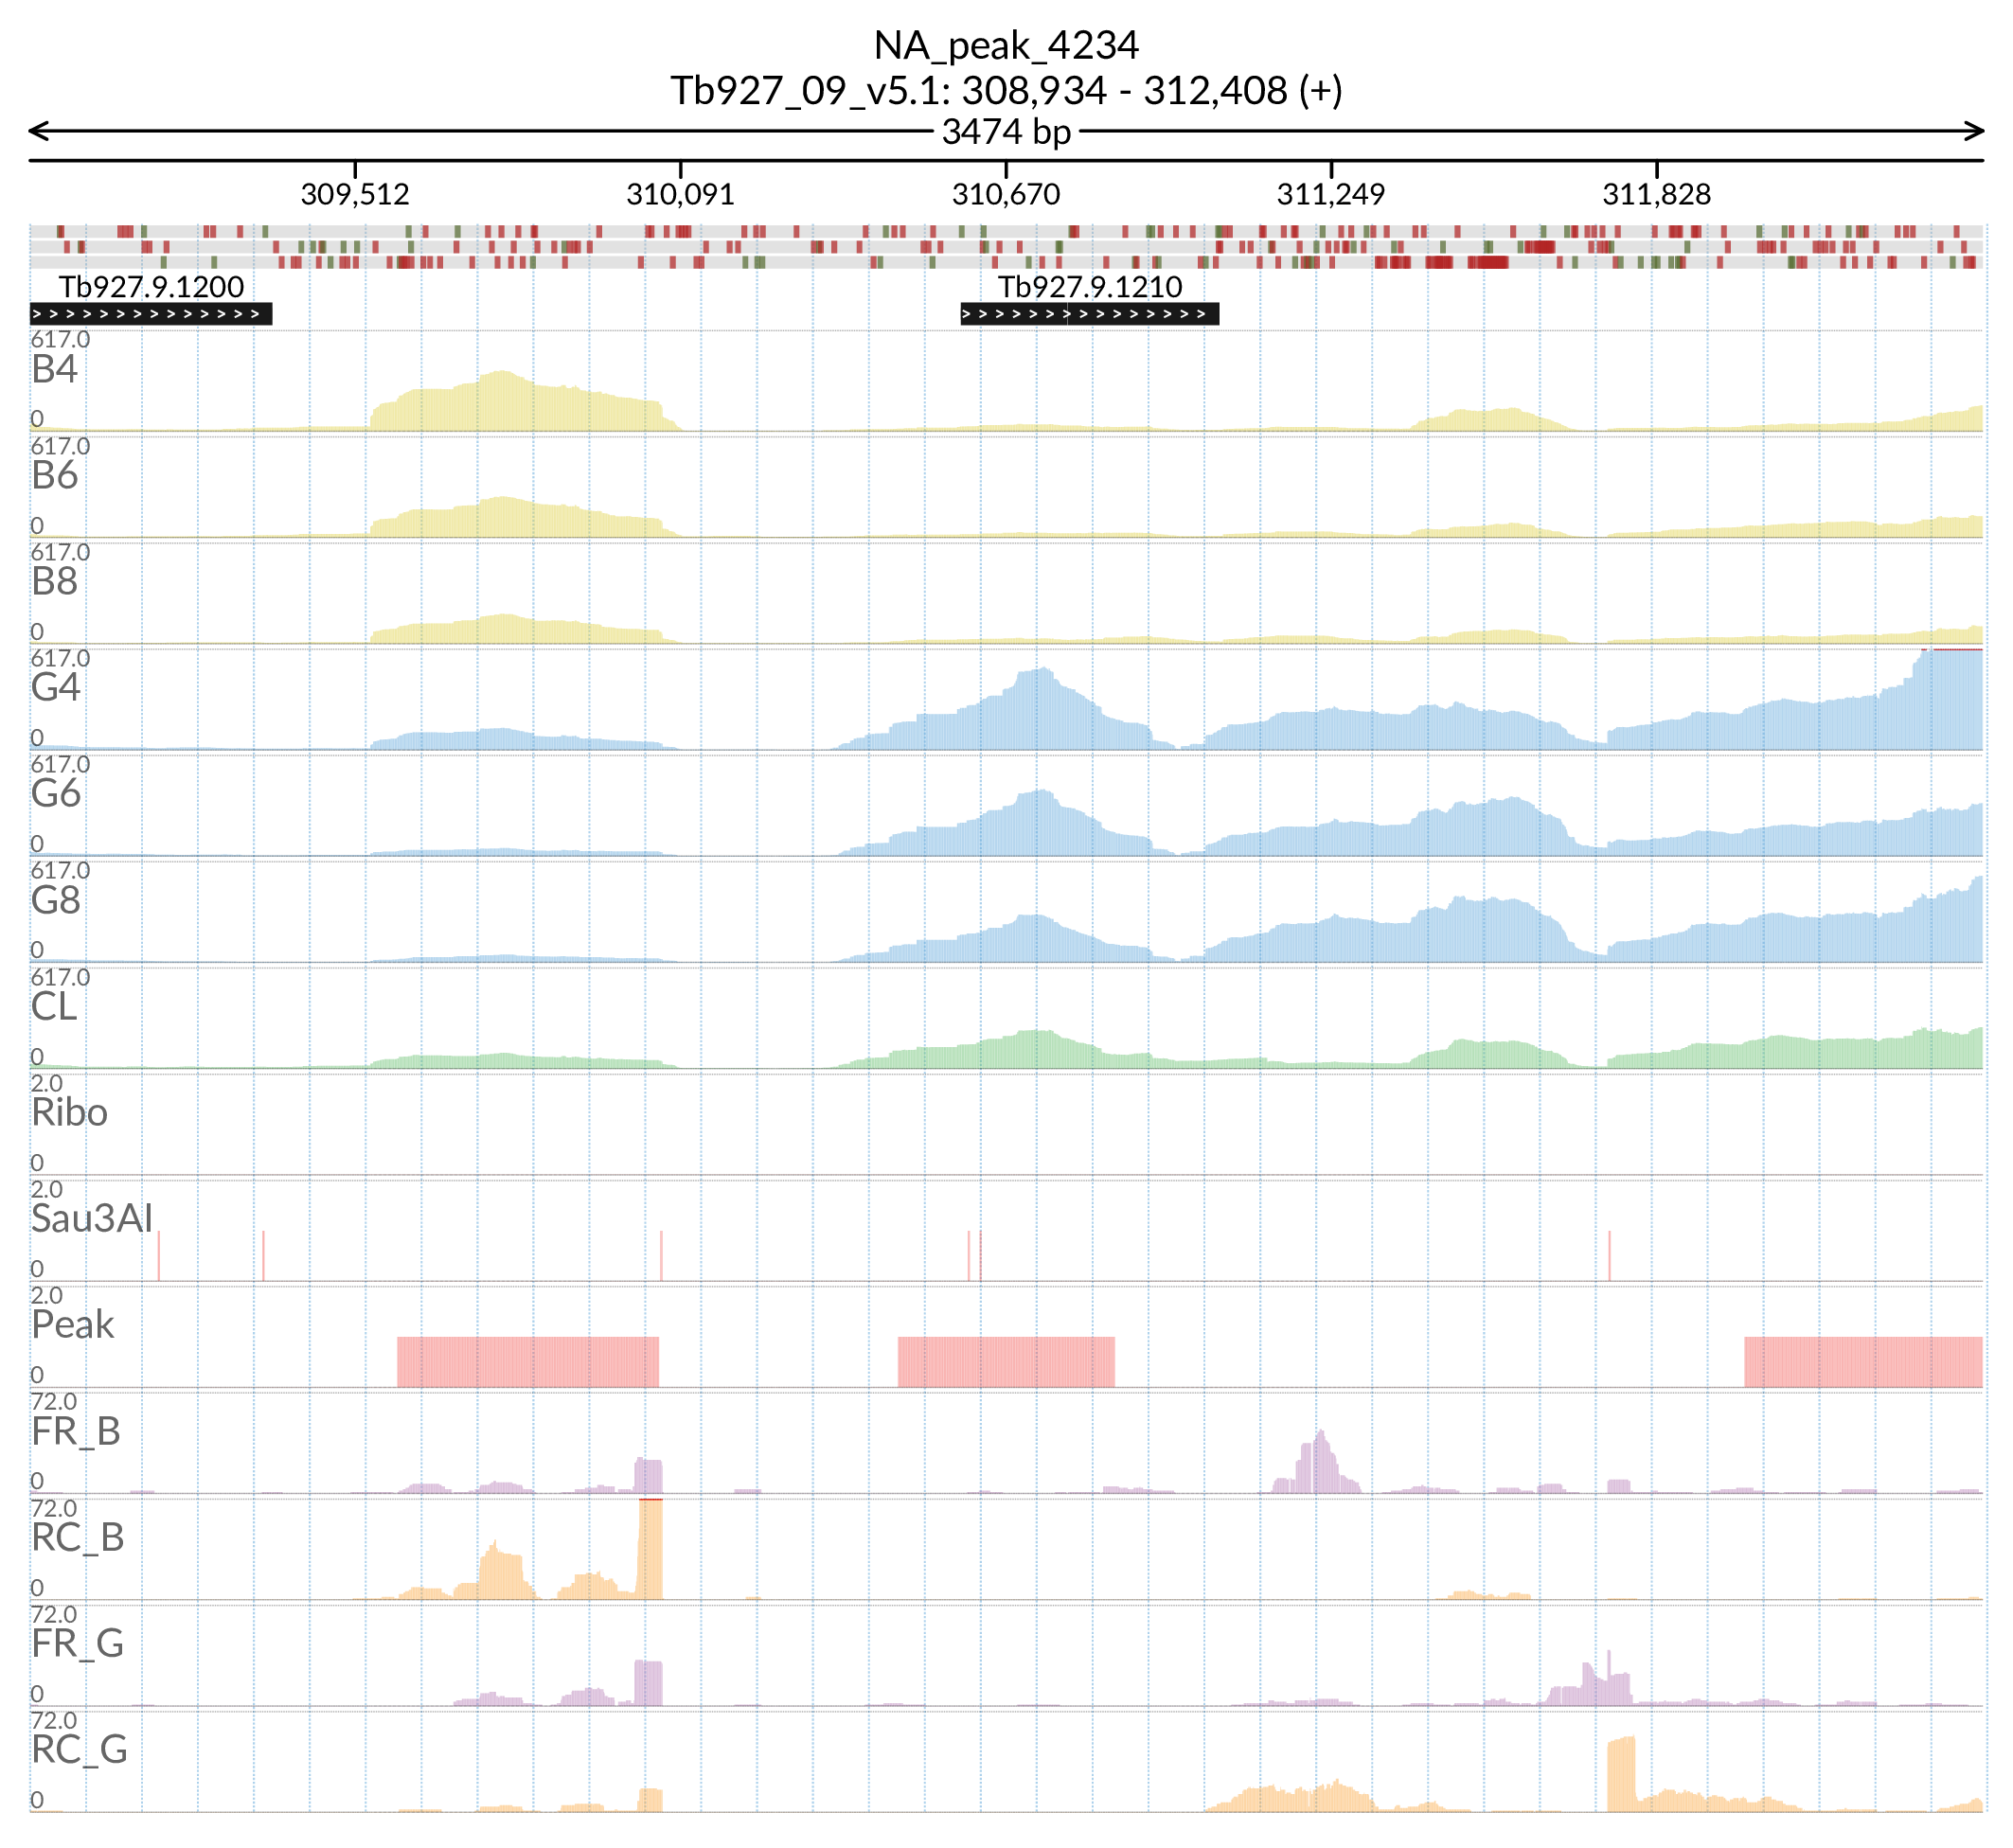 NA_peak_4234
Tb927_09_v5.1: 308,934 - 312,408 (+)
3474 bp
309,512 310,091 310,670 311,249 311,828
Tb927.9.1200 Tb927.9.1210
617.0
B4
0
617.0
B6
0
617.0
B8
0
617.0
G4
0
617.0
G6
0
617.0
G8
0
617.0
CL
0
2.0
Ribo
0
2.0
Sau3AI
0
2.0
Peak
0
72.0
FR_B
0
72.0
RC_B
0
72.0
FR_G
0
72.0
RC_G
0